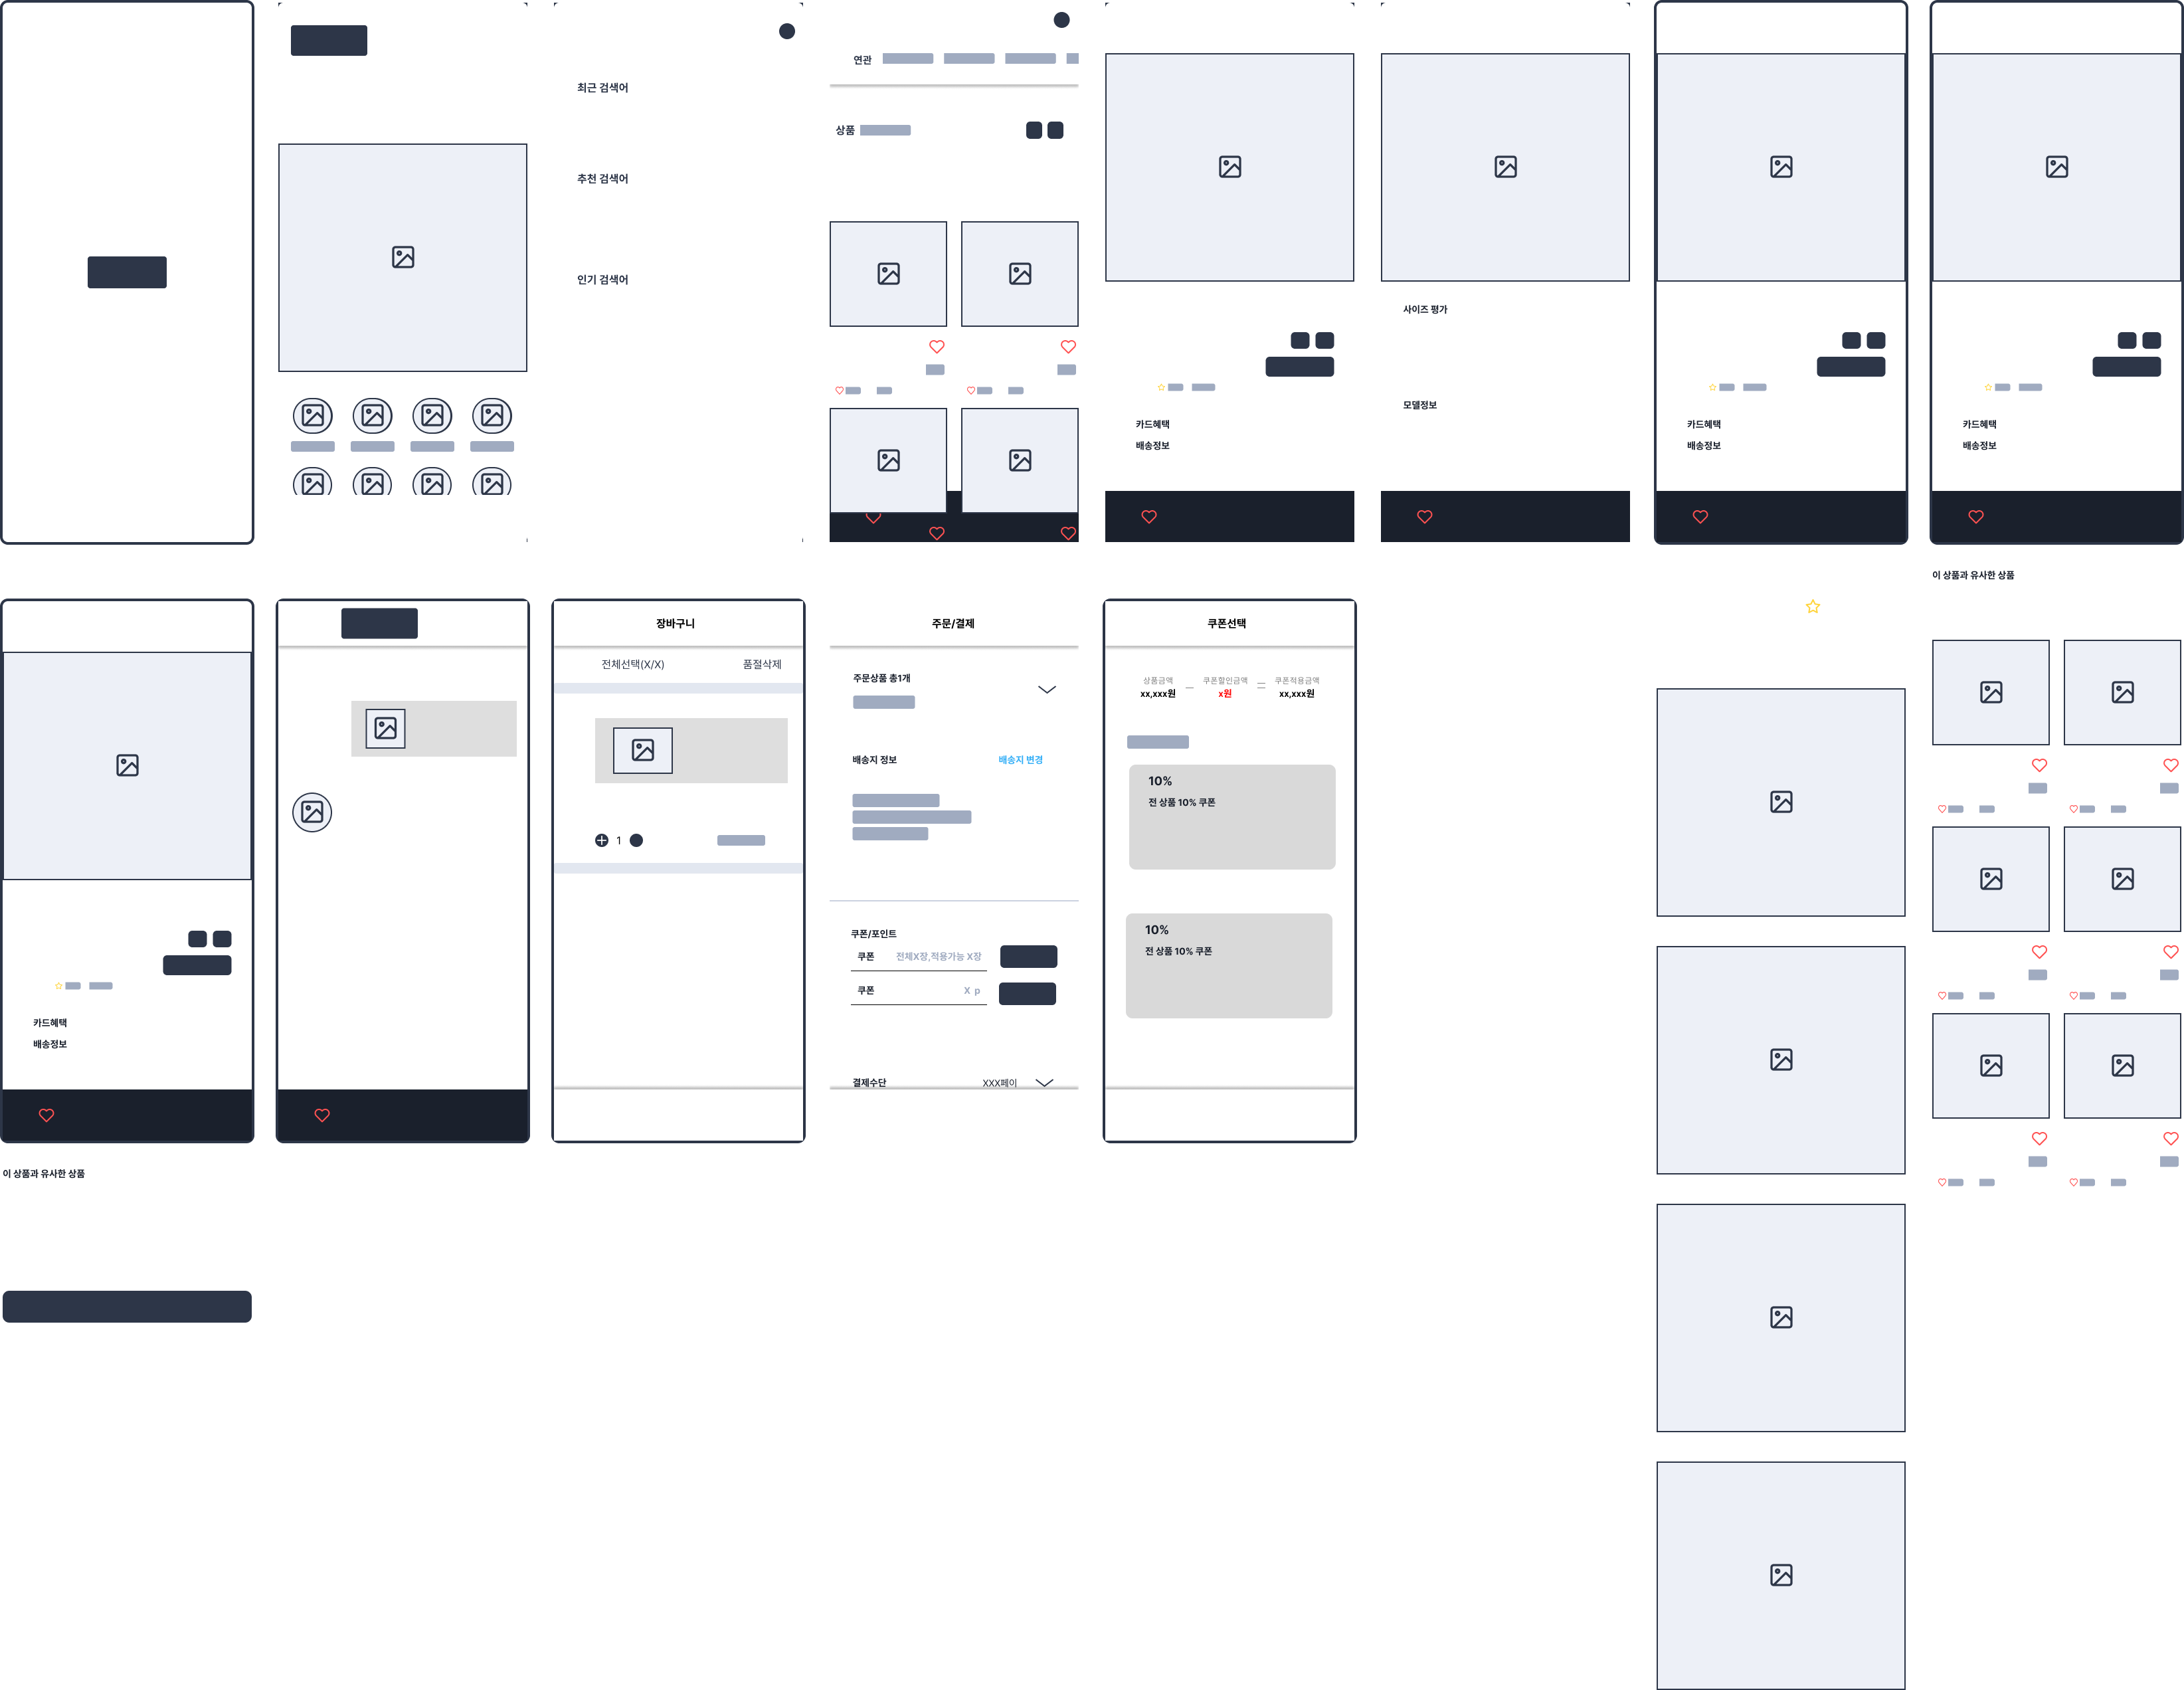 최근 검색어
추천 검색어
인기 검색어
연관
상품
카드혜택
배송정보
사이즈 평가
모델정보
카드혜택
배송정보
카드혜택
배송정보
이 상품과 유사한 상품
카드혜택
배송정보
이 상품과 유사한 상품
장바구니
전체선택(X/X)
품절삭제
1
주문/결제
주문상품 총1개
배송지 정보
배송지 변경
쿠폰/포인트
쿠폰
전체X장,적용가능 X장
쿠폰
X p
결제수단
XXX페이
쿠폰선택
상품금액
쿠폰할인금액
쿠폰적용금액
xx,xxx원
x원
xx,xxx원
10%
전 상품 10% 쿠폰
10%
전 상품 10% 쿠폰